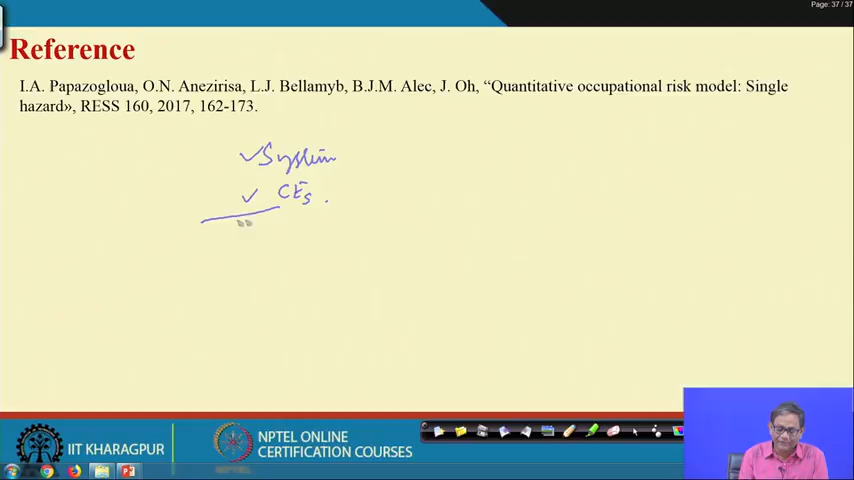 Page: 37 / 37
Reference
I.A. Papazogloua, O.N. Anezirisa, L.J. Bellamyb, B.J.M. Alec, J. Oh, “Quantitative occupational risk model: Single
hazard», RESS 160, 2017, 162-173.
✓System
✓ CEs.
IIT KHARAGPUR
NPTEL ONLINE
CERTIFICATION COURSES